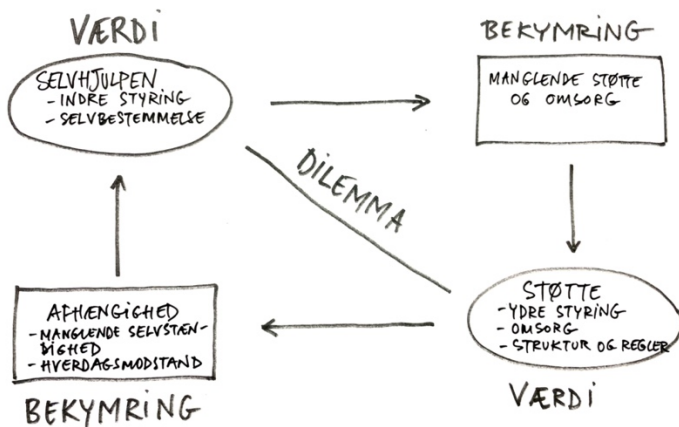 VÆRDI
SELVHJULPEN
- INDRE STYRING
- SELVBESTEMMELSE
BEKYMRING
MANGLENDE STØTTE
OG OMSORG
DILEMMA
AFHÆNGIGHED
- MANGLENDE SELVSTÆN-
DIGHED
- HVERDAGSMODSTAND
BEKYMRING
STØTTE
- YDRE STYRING
- OMSORG
- STRUKTUR OG REGLER
VÆRDI